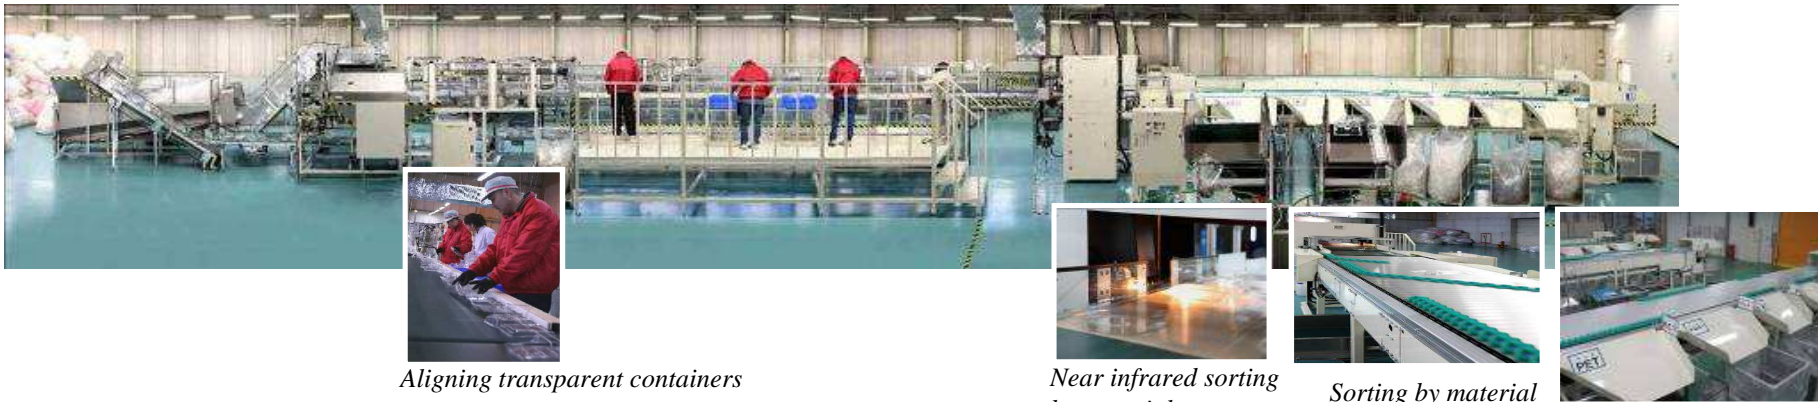 Aligning transparent containers
Near infrared sorting
Sorting by material
PET